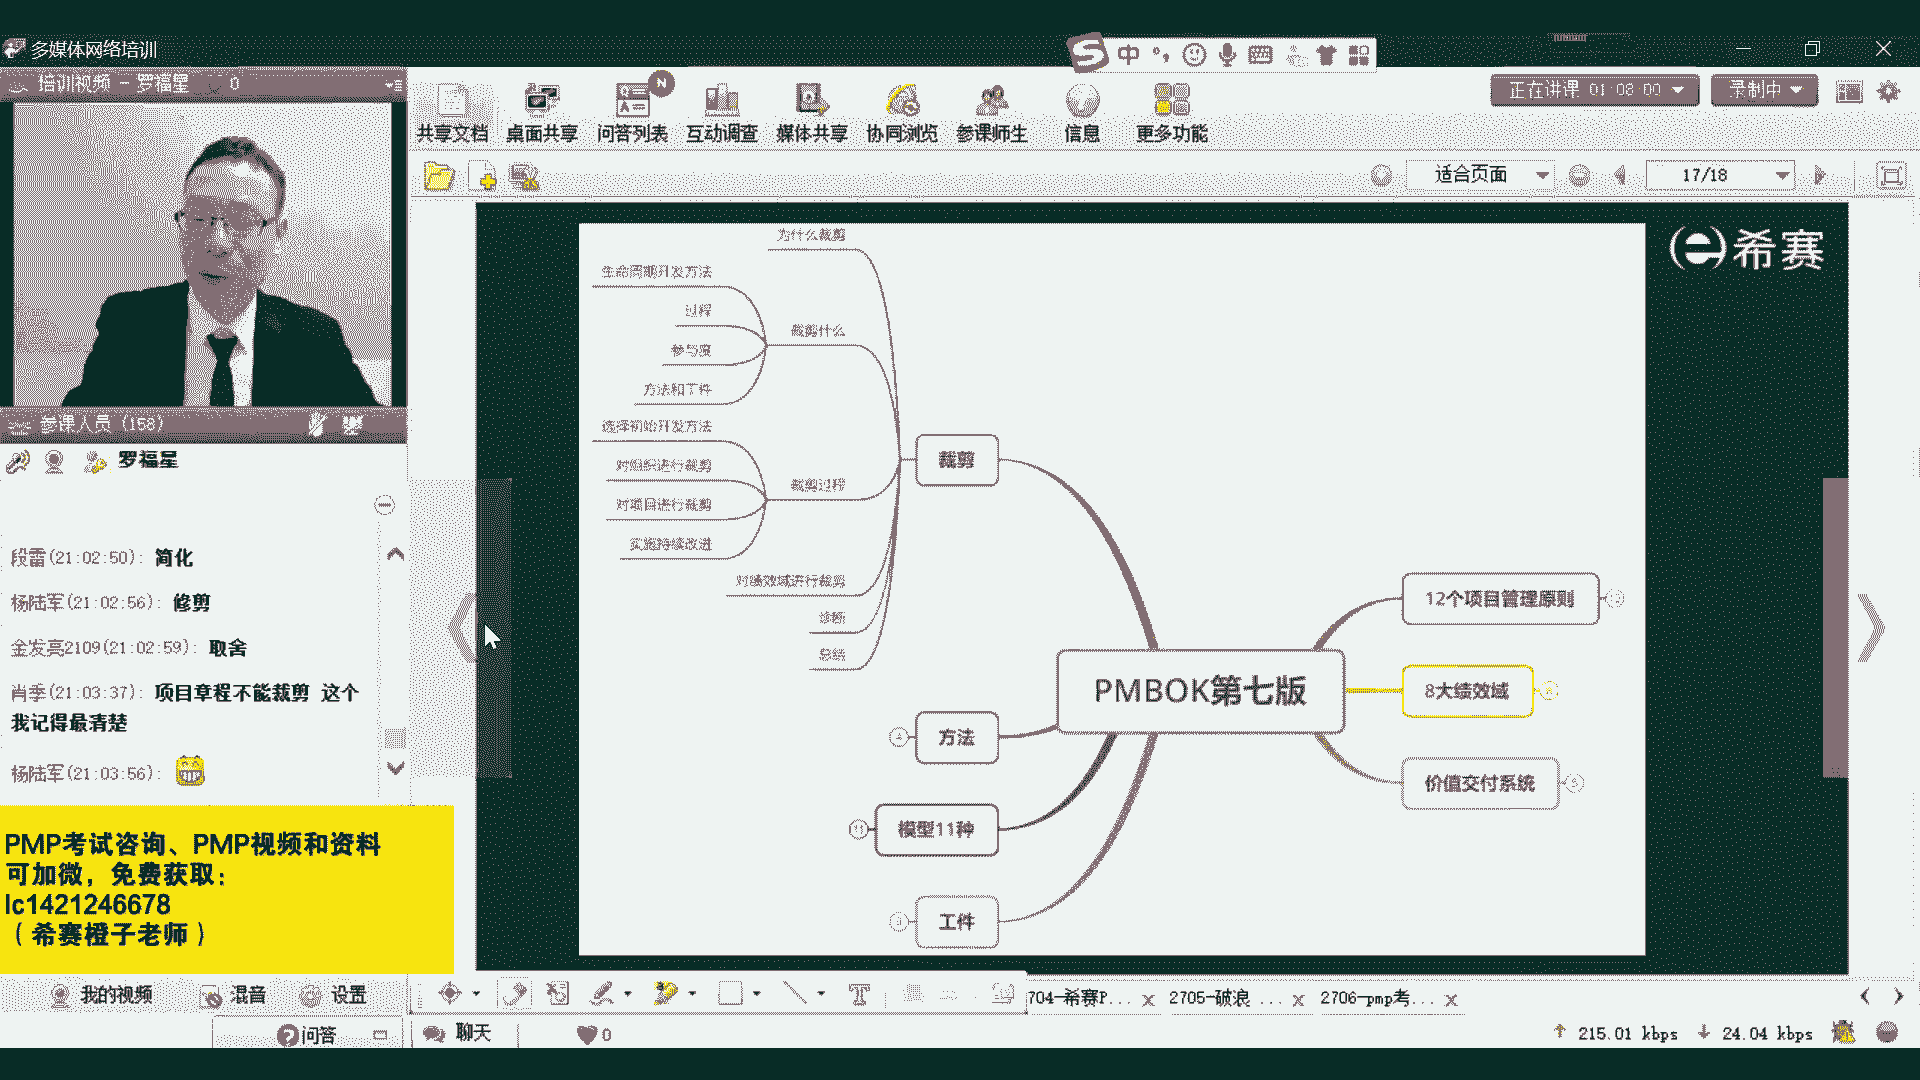 多媒体网络培训
中
培训视频 - 罗福星
0
共享文档
桌面共享
问答列表
互动调查
媒体共享
协同浏览
参课师生
信息
更多功能
正在讲课 01:08:00
录制中
适合页面
17/18
参课人员 (158)
罗福星
段雷(21:02:50): 简化
杨陆军(21:02:56): 修剪
金发亮2109(21:02:59): 取舍
肖季(21:03:37): 项目章程不能裁剪 这个
我记得最清楚
杨陆军(21:03:56):
PMP考试咨询、PMP视频和资料
可加微，免费获取：
lc1421246678
（希赛橙子老师）
希赛
为什么裁剪
生命周期开发方法
过程
裁剪什么
参与度
方法和工件
选择初始开发方法
对组织进行裁剪
裁剪过程
对项目进行裁剪
实施持续改进
对绩效域进行裁剪
诊断
总结
裁剪
12个项目管理原则
PMBOK第七版
8大绩效域
8
方法
4
价值交付系统
5
模型11种
11
工件
我的视频
混音
设置
问答
聊天
0
704-希赛P...
2705-破浪 ...
2706-pmp考...
215.01 kbps
24.04 kbps